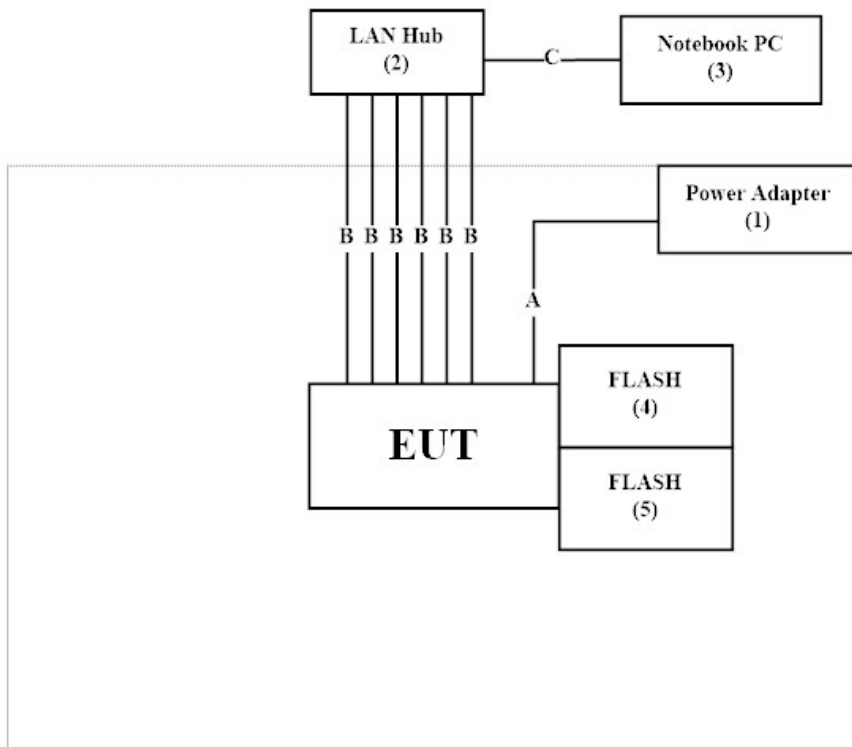 LAN Hub
(2)
C
Notebook PC
(3)
Power Adapter
(1)
B B B B B B
A
FLASH
(4)
EUT
FLASH
(5)